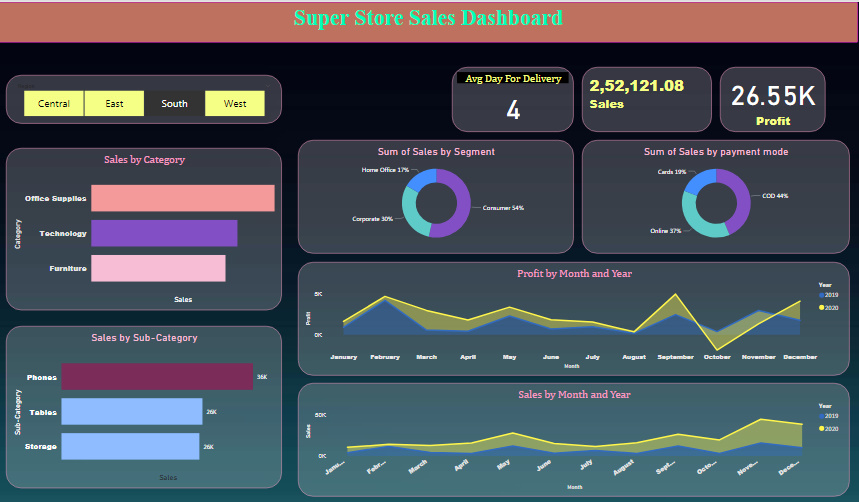 Super Store Sales Dashboard
Central
East
South
West
Avg Day For Delivery
4
2,52,121.08
Sales
26.55K
Profit
Sales by Category
Category
Office Supplies
Technology
Furniture
Sales
Sum of Sales by Segment
Home Office 17%
Consumer 54%
Corporate 30%
Sum of Sales by payment mode
Cards 19%
COD 44%
Online 37%
Profit by Month and Year
Year
2019
2020
Profit
5K
0K
January
February
March
April
May
June
July
August
September
October
November
December
Month
Sales by Sub-Category
Sub-Category
Phones
36K
Tables
26K
Storage
26K
Sales
Sales by Month and Year
Year
2019
2020
Sales
50K
0K
Janu...
Febr...
March
April
May
June
July
August
Sept...
Octo...
Nove...
Dece...
Month